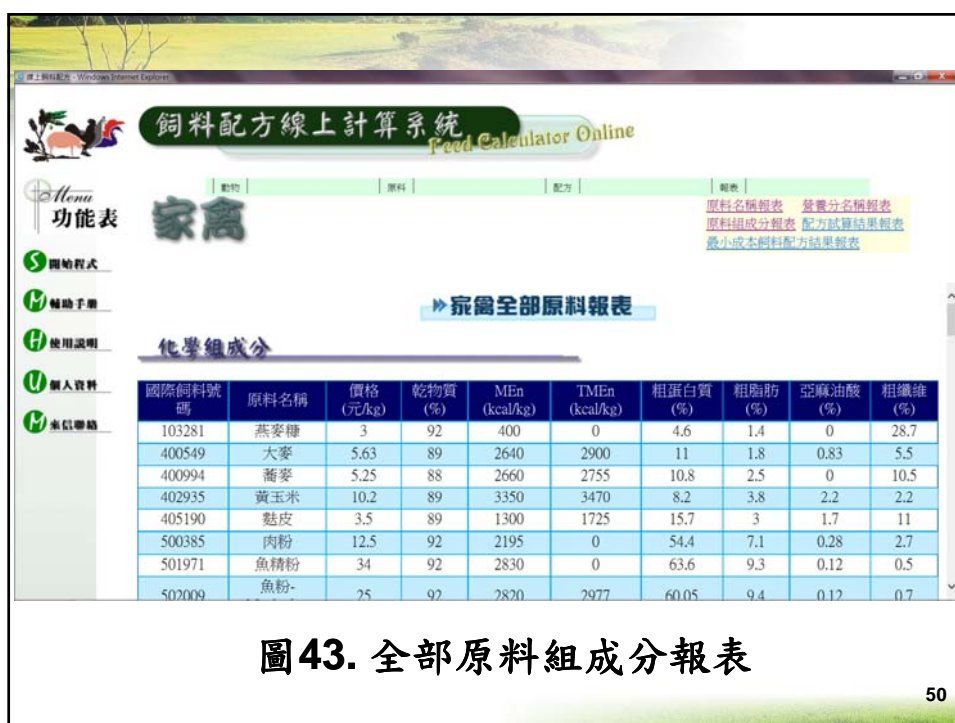 線上飼料配方 - Windows Internet Explorer
飼料配方線上計算系統
Feed Calculator Online
Menu
功能表
S 開始程式
M 輔助手冊
H 使用說明
U 個人資料
M 來信聯絡
動物 | 原料 | 配方 | 報表
家禽
原料名稱報表 營養分名稱報表
原料組成分報表 配方試算結果報表
最小成本飼料配方結果報表
家禽全部原料報表
化學組成分
國際飼料號碼 原料名稱 價格(元/kg) 乾物質(%) MEn(kcal/kg) TMEn(kcal/kg) 粗蛋白質(%) 粗脂肪(%) 亞麻油酸(%) 粗纖維(%)
103281 燕麥糠 3 92 400 0 4.6 1.4 0 28.7
400549 大麥 5.63 89 2640 2900 11 1.8 0.83 5.5
400994 蕎麥 5.25 88 2660 2755 10.8 2.5 0 10.5
402935 黃玉米 10.2 89 3350 3470 8.2 3.8 2.2 2.2
405190 麩皮 3.5 89 1300 1725 15.7 3 1.7 11
500385 肉粉 12.5 92 2195 0 54.4 7.1 0.28 2.7
501971 魚精粉 34 92 2830 0 63.6 9.3 0.12 0.5
502009 魚粉- 25 92 2820 2977 60.05 9.4 0.12 0.7
圖43. 全部原料組成分報表
50